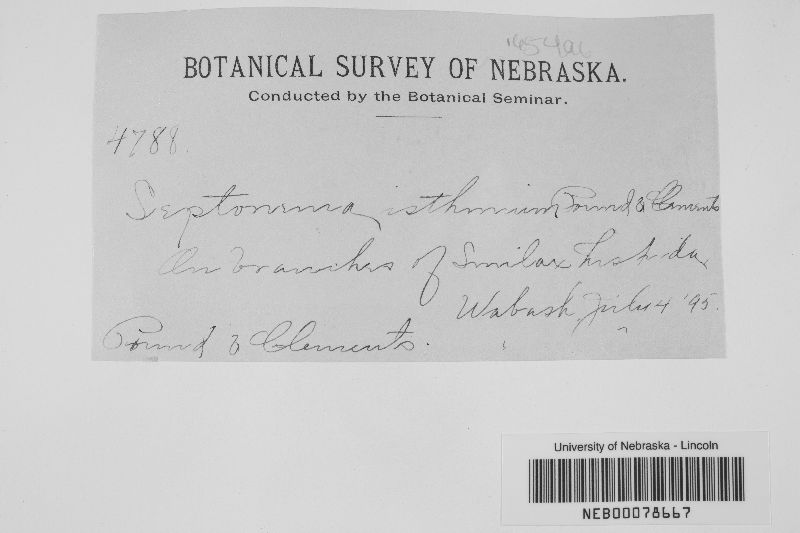 BOTANICAL SURVEY OF NEBRASKA.
Conducted by the Botanical Seminar.
4788.
Septonema isthmium Pound & Clements
On branches of Smilax hispida,
Wabash, July 4 '95.
Pound & Clements.
University of Nebraska - Lincoln
NEB00078667